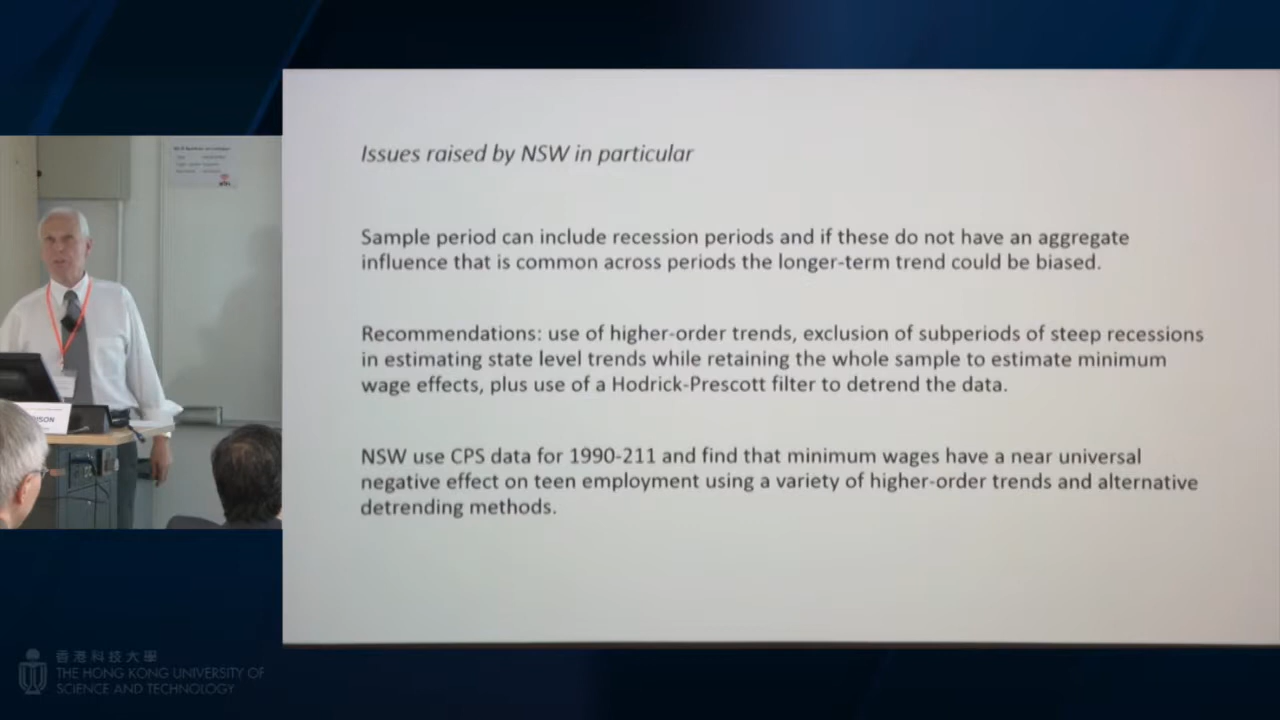 Issues raised by NSW in particular
Sample period can include recession periods and if these do not have an aggregate
influence that is common across periods the longer-term trend could be biased.
Recommendations: use of higher-order trends, exclusion of subperiods of steep recessions
in estimating state level trends while retaining the whole sample to estimate minimum
wage effects, plus use of a Hodrick-Prescott filter to detrend the data.
NSW use CPS data for 1990-211 and find that minimum wages have a near universal
negative effect on teen employment using a variety of higher-order trends and alternative
detrending methods.
香港科技大學
THE HONG KONG UNIVERSITY OF
SCIENCE AND TECHNOLOGY